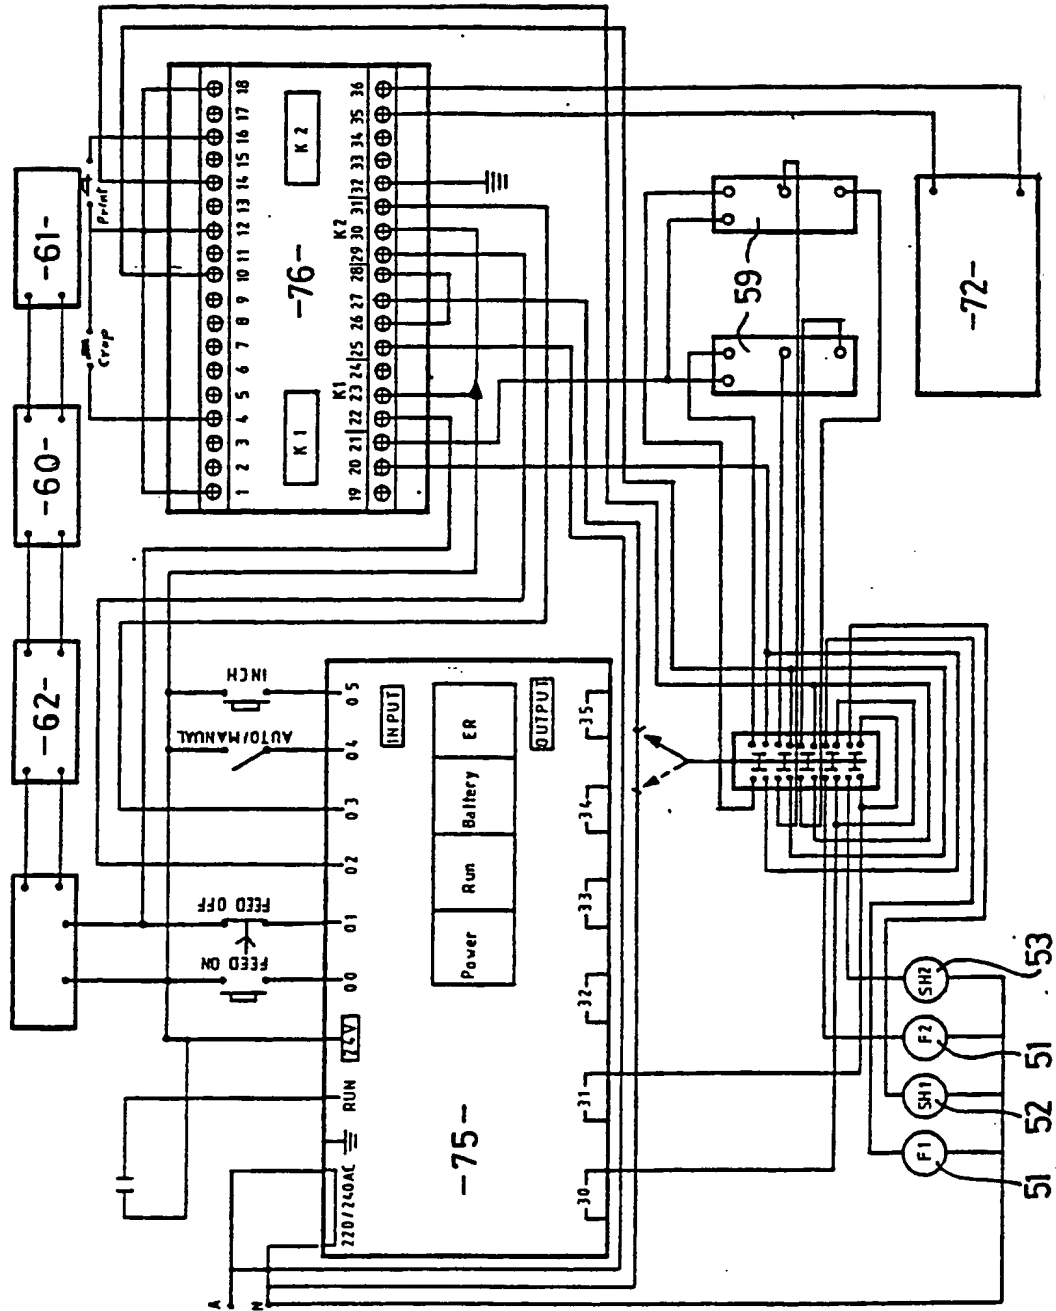 -61-
-60-
-62-
Print
Crop
18
17
16
15
14
13
12
11
10
9
8
7
6
5
4
3
2
1
K 2
-76-
K 1
36
35
34
33
32
31
30
29
28
27
26
25
24
23
22
21
20
19
K2
K1
59
59
-72-
INCH
AUTO/MANUAL
FEED OFF
FEED ON
05
04
03
02
01
00
24V
RUN
220/240AC
INPUT
OUTPUT
ER
Battery
Run
Power
-75-
35
34
33
32
31
30
A
N
SH2
F2
SH1
F1
53
51
52
51